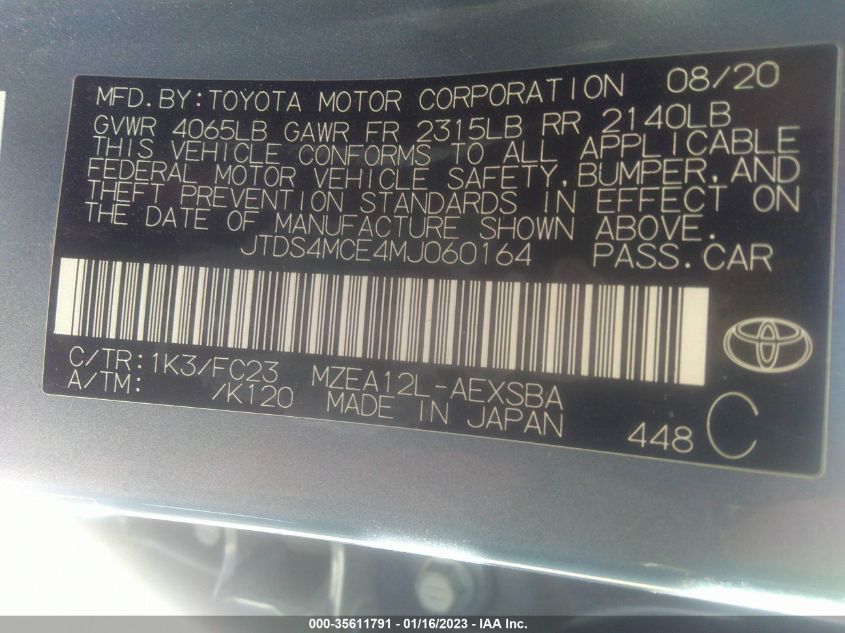 MFD.BY:TOYOTA MOTOR CORPORATION 08/20
GVWR 4065LB GAWR FR 2315LB RR 2140LB
THIS VEHICLE CONFORMS TO ALL APPLICABLE
FEDERAL MOTOR VEHICLE SAFETY,BUMPER,AND
THEFT PREVENTION STANDARDS IN EFFECT ON
THE DATE OF MANUFACTURE SHOWN ABOVE.
JTDS4MCE4MJ060164 PASS.CAR
C/TR:1K3/FC23 MZEA12L-AEXSBA
A/TM: /K120 MADE IN JAPAN 448 C
000-35611791 - 01/16/2023 - IAA Inc.